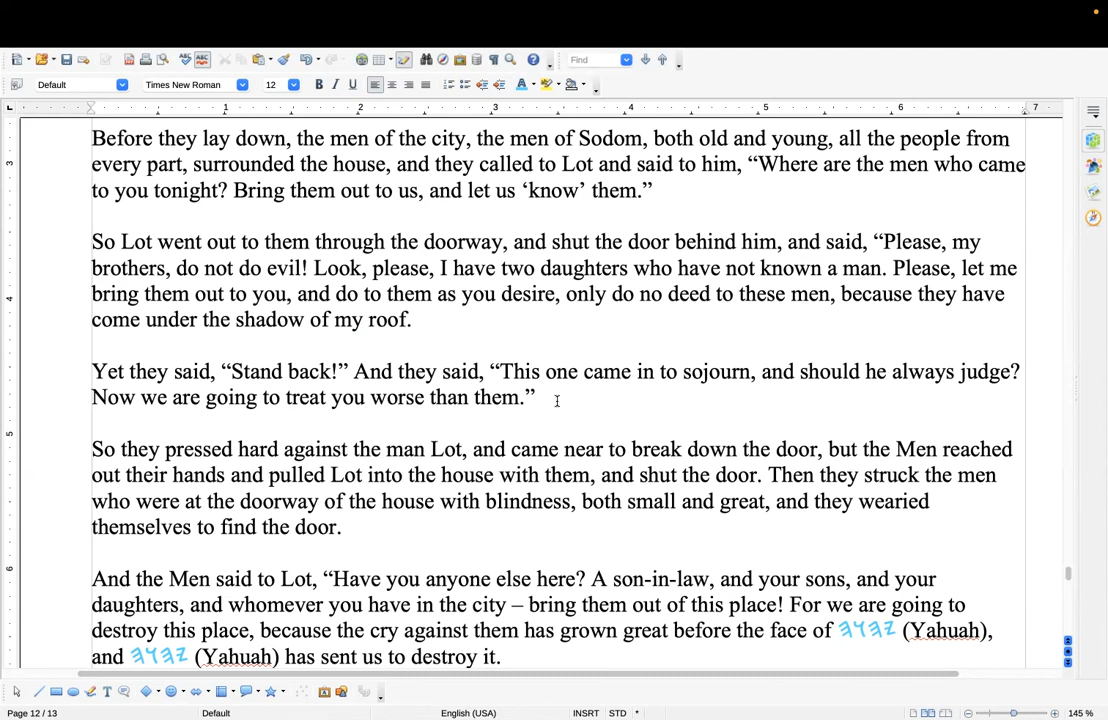 Find
Default
Times New Roman
12
B I U
1 2 3 4 5 6 7
Before they lay down, the men of the city, the men of Sodom, both old and young, all the people from
3
every part, surrounded the house, and they called to Lot and said to him, “Where are the men who came
to you tonight? Bring them out to us, and let us ‘know’ them.”
So Lot went out to them through the doorway, and shut the door behind him, and said, “Please, my
brothers, do not do evil! Look, please, I have two daughters who have not known a man. Please, let me
4
bring them out to you, and do to them as you desire, only do no deed to these men, because they have
come under the shadow of my roof.
Yet they said, “Stand back!” And they said, “This one came in to sojourn, and should he always judge?
Now we are going to treat you worse than them.”
5
So they pressed hard against the man Lot, and came near to break down the door, but the Men reached
out their hands and pulled Lot into the house with them, and shut the door. Then they struck the men
who were at the doorway of the house with blindness, both small and great, and they wearied
themselves to find the door.
6
And the Men said to Lot, “Have you anyone else here? A son-in-law, and your sons, and your
daughters, and whomever you have in the city – bring them out of this place! For we are going to
destroy this place, because the cry against them has grown great before the face of 𐤉𐤄𐤅𐤄 (Yahuah),
and 𐤉𐤄𐤅𐤄 (Yahuah) has sent us to destroy it.
Page 12 / 13
Default
English (USA)
INSRT
STD
*
145 %